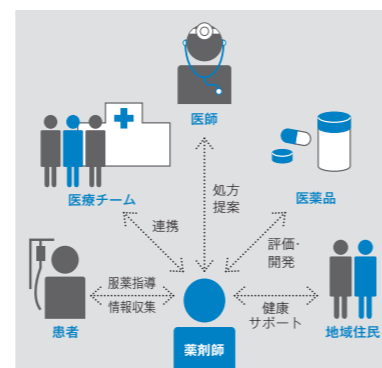 医師
医療チーム
処方
提案
医薬品
連携
評価・
開発
服薬指導
情報収集
健康
サポート
患者
薬剤師
地域住民